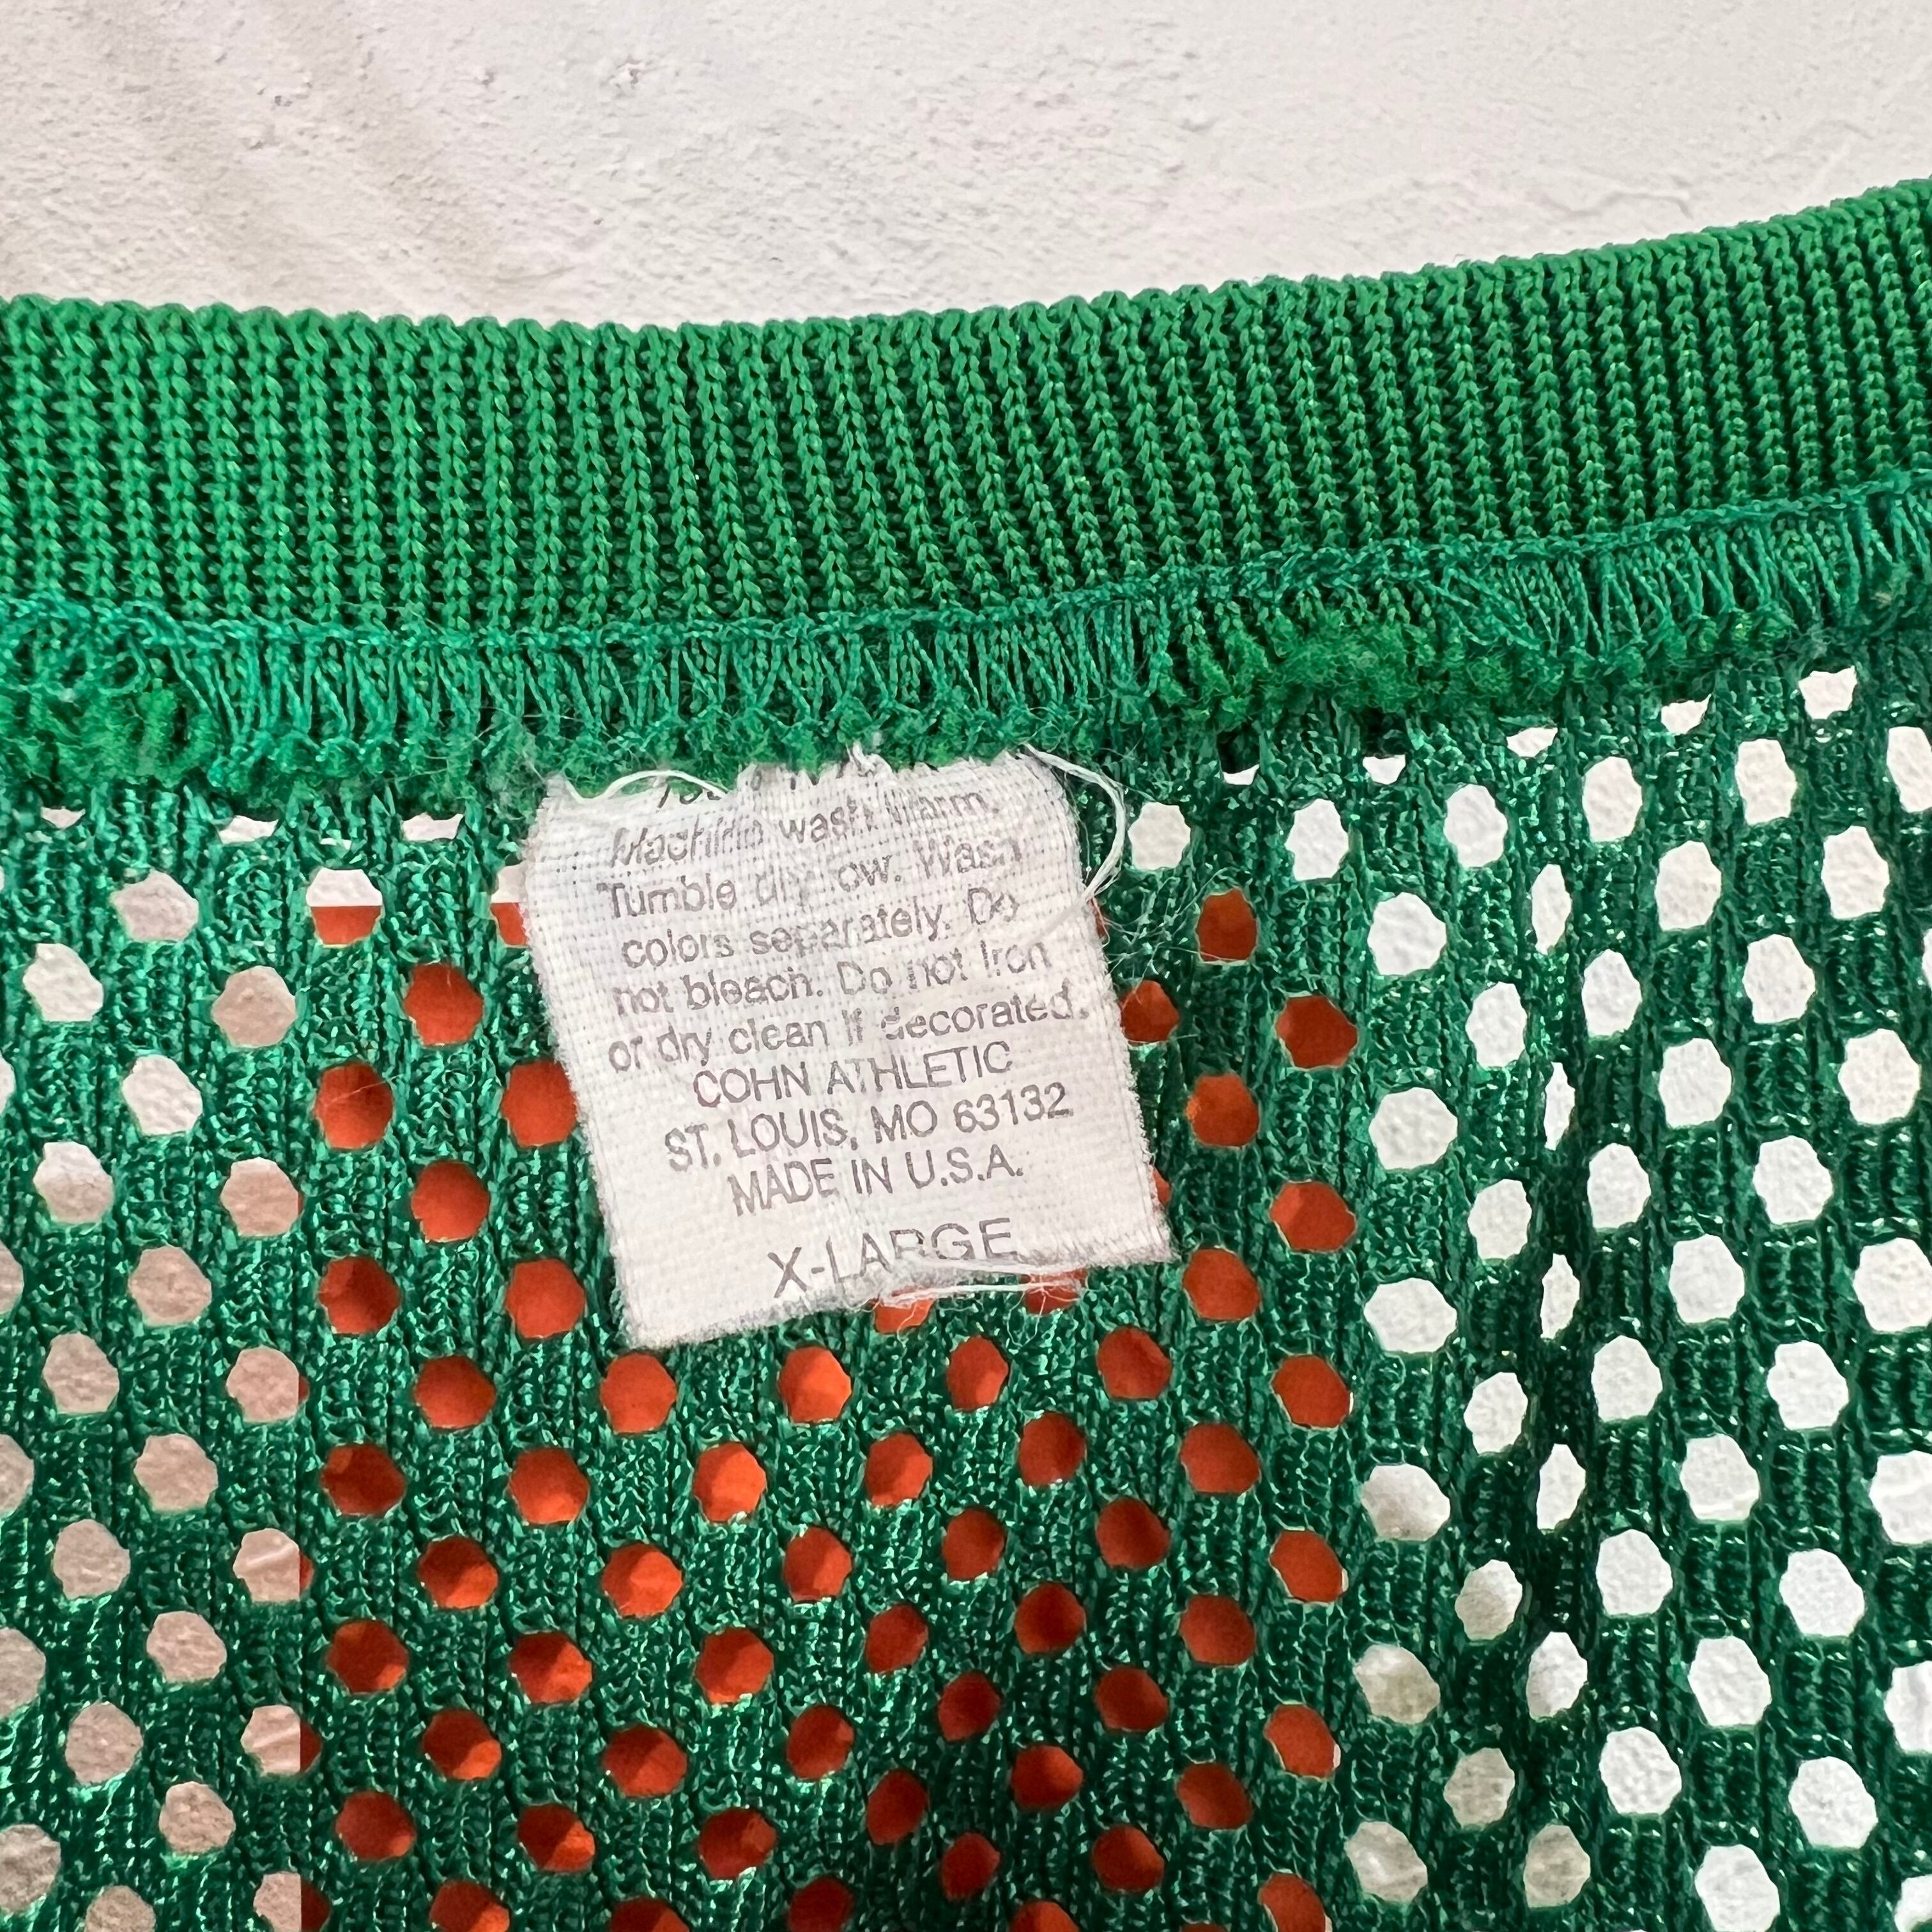 Machine wash warm.
Tumble dry low. Wash
colors separately. Do
not bleach. Do not Iron
or dry clean if decorated.
COHN ATHLETIC
ST. LOUIS, MO 63132
MADE IN U.S.A.
X-LARGE